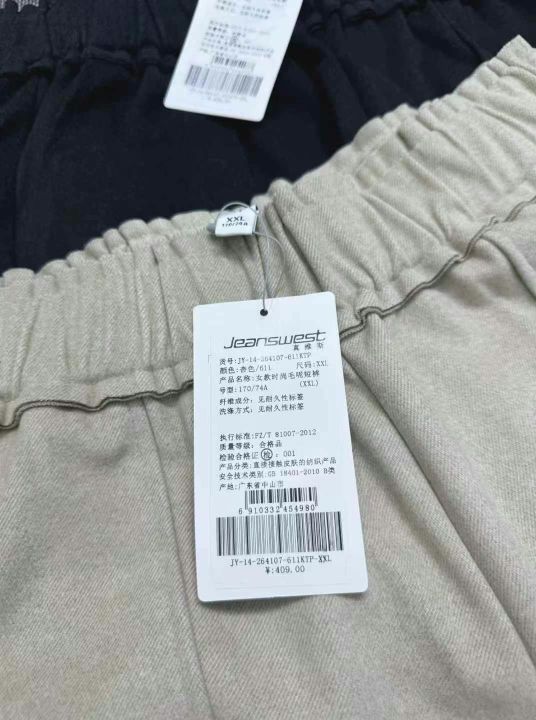 XXL
170/74A
Jeanswest
真维斯
货号:JY-14-264107-611KTP
颜色:杏色/611 尺码:XXL
产品名称:女款时尚毛呢短裤
号型:170/74A (XXL)
纤维成分: 见耐久性标签
洗涤方式: 见耐久性标签
执行标准:FZ/T 81007-2012
质量等级: 合格品
检验合格证 检 : 001
产品分类:直接接触皮肤的纺织产品
安全技术类别:GB 18401-2010 B类
产地:广东省中山市
6 910332 454980
JY-14-264107-611KTP-XXL
¥:409.00